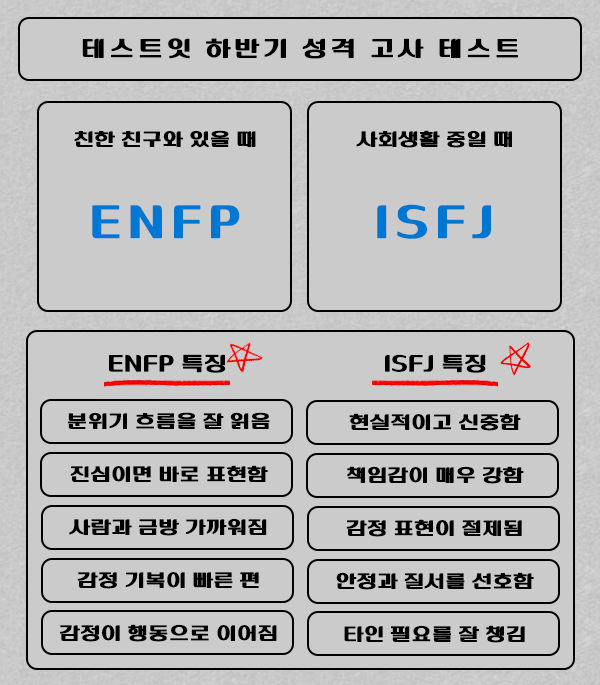 테스트잇 하반기 성격 고사 테스트
친한 친구와 있을 때
ENFP
사회생활 중일 때
ISFJ
ENFP 특징
분위기 흐름을 잘 읽음
진심이면 바로 표현함
사람과 금방 가까워짐
감정 기복이 빠른 편
감정이 행동으로 이어짐
ISFJ 특징
현실적이고 신중함
책임감이 매우 강함
감정 표현이 절제됨
안정과 질서를 선호함
타인 필요를 잘 챙김